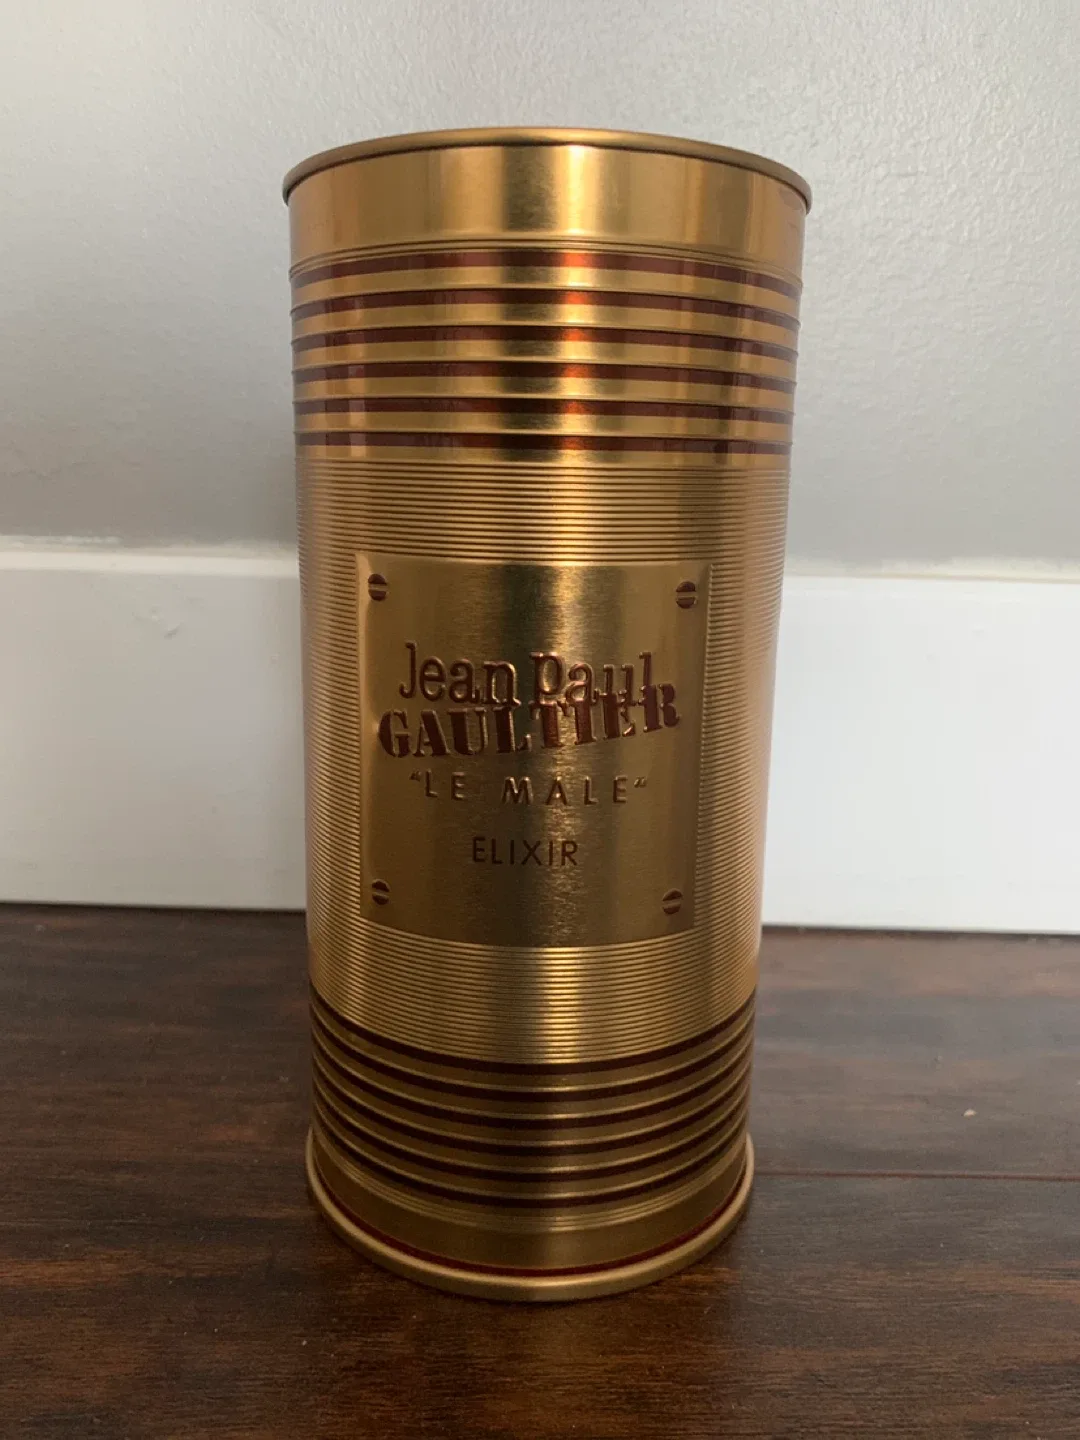 Jean Paul
GAULTIER
"LE MALE"
ELIXIR